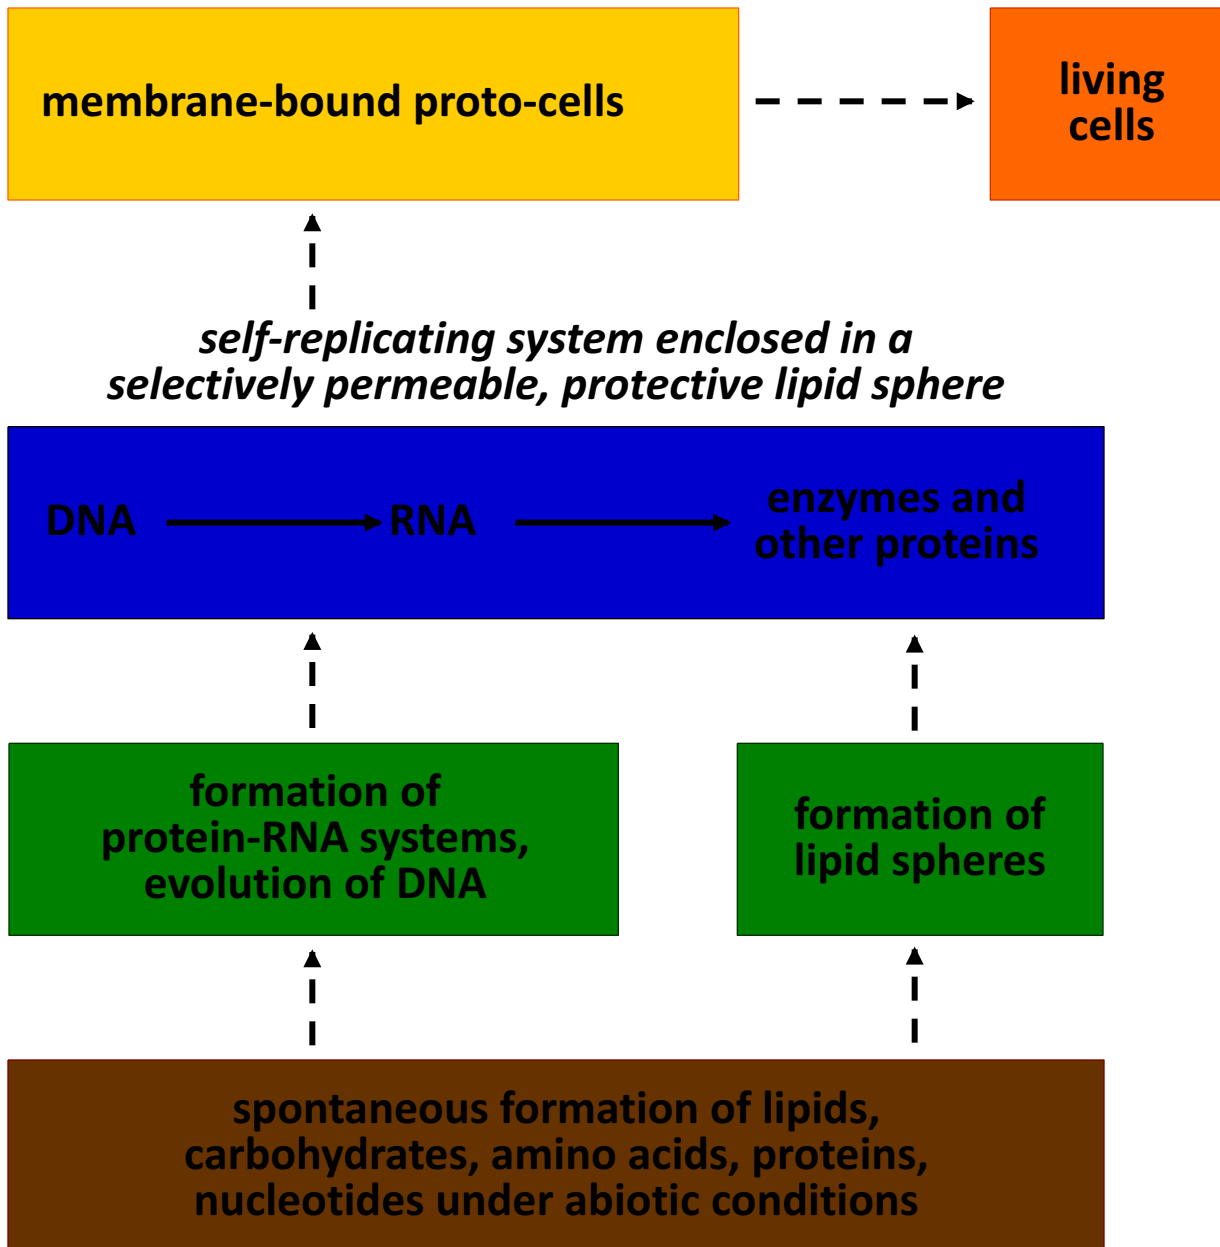 membrane-bound proto-cells
living
cells
self-replicating system enclosed in a
selectively permeable, protective lipid sphere
DNA
RNA
enzymes and
other proteins
formation of
protein-RNA systems,
evolution of DNA
formation of
lipid spheres
spontaneous formation of lipids,
carbohydrates, amino acids, proteins,
nucleotides under abiotic conditions